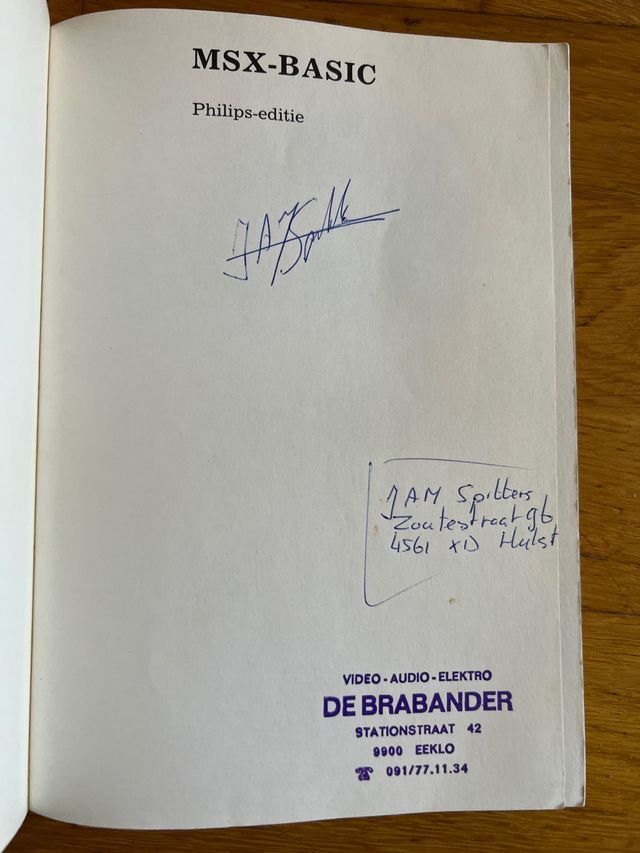 MSX-BASIC
Philips-editie
JAM Spitters
Zoutestraat 96
4561 XD Hulst
VIDEO - AUDIO - ELEKTRO
DE BRABANDER
STATIONSTRAAT 42
9900 EEKLO
☎ 091/77.11.34